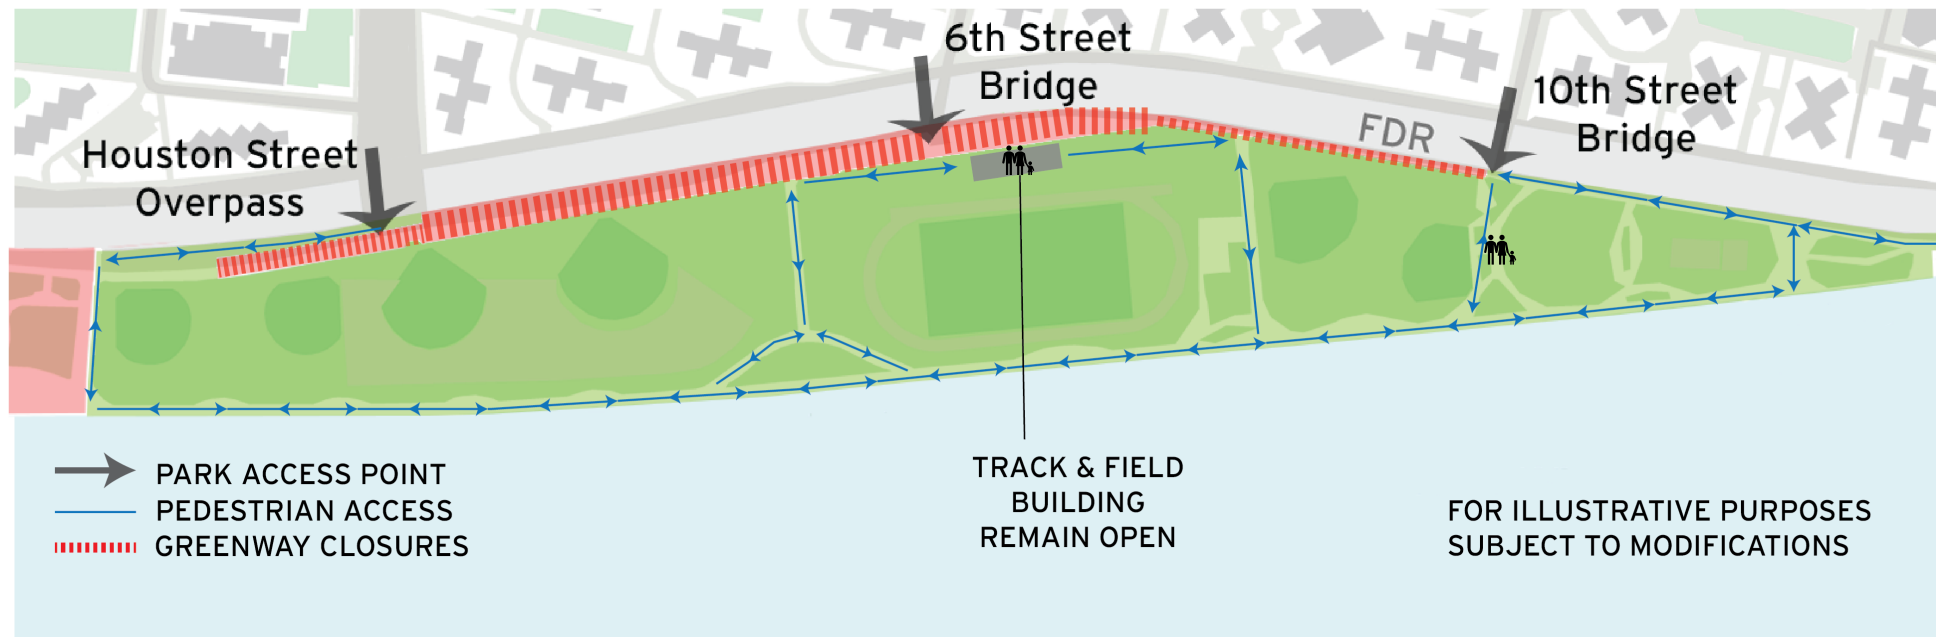 6th Street
Bridge
10th Street
Bridge
FDR
Houston Street
Overpass
PARK ACCESS POINT
PEDESTRIAN ACCESS
GREENWAY CLOSURES
TRACK & FIELD
BUILDING
REMAIN OPEN
FOR ILLUSTRATIVE PURPOSES
SUBJECT TO MODIFICATIONS